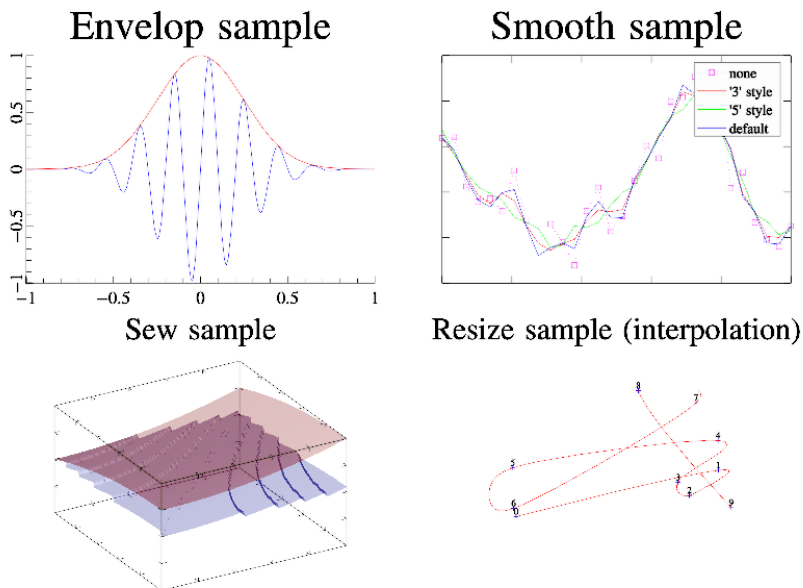 Envelop sample
Smooth sample
1
0.5
0
−0.5
−1
−1
−0.5
0
0.5
1
none
'3' style
'5' style
default
Sew sample
Resize sample (interpolation)
8
7
4
5
1
3
2
6
0
9